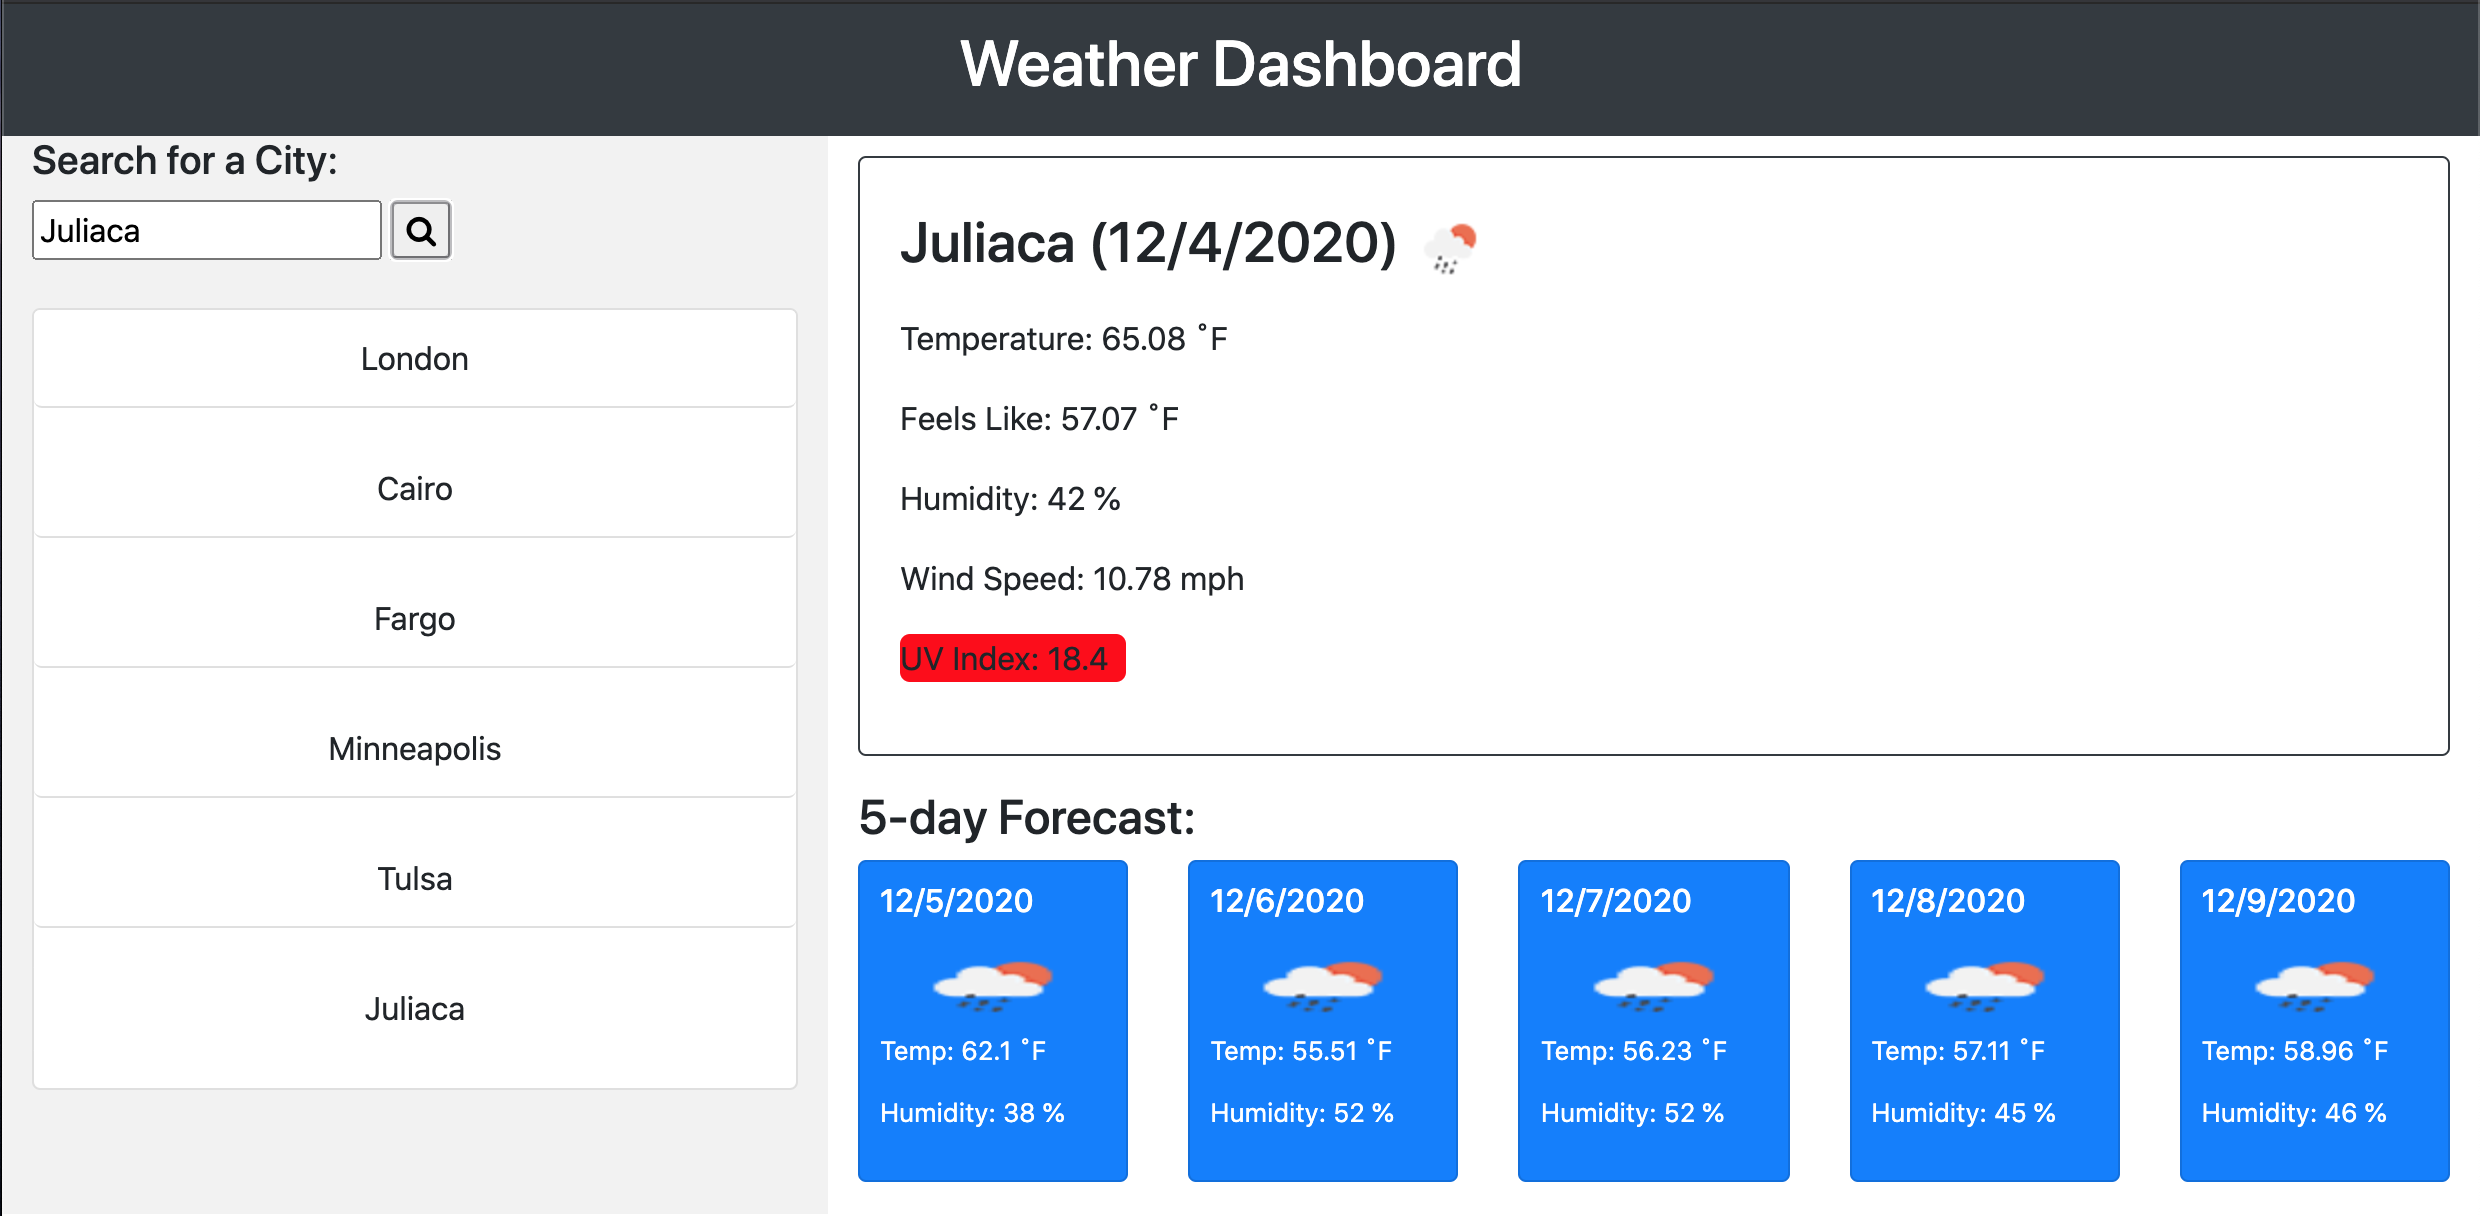 Weather Dashboard
Search for a City:
Juliaca
London
Cairo
Fargo
Minneapolis
Tulsa
Juliaca
Juliaca (12/4/2020)
Temperature: 65.08 ˚F
Feels Like: 57.07 ˚F
Humidity: 42 %
Wind Speed: 10.78 mph
UV Index: 18.4
5-day Forecast:
12/5/2020
Temp: 62.1 ˚F
Humidity: 38 %
12/6/2020
Temp: 55.51 ˚F
Humidity: 52 %
12/7/2020
Temp: 56.23 ˚F
Humidity: 52 %
12/8/2020
Temp: 57.11 ˚F
Humidity: 45 %
12/9/2020
Temp: 58.96 ˚F
Humidity: 46 %